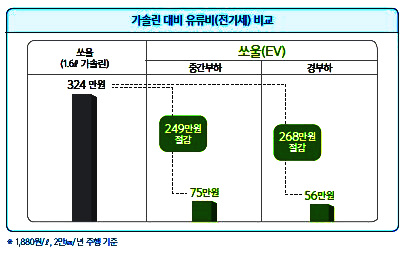 가솔린 대비 유류비(전기세) 비교
쏘울
(1.6ℓ 가솔린)
쏘울(EV)
중간부하
경부하
324 만원
249만원
절감
268만원
절감
75만원
56만원
※ 1,880원/ℓ, 2만㎞/년 주행 기준